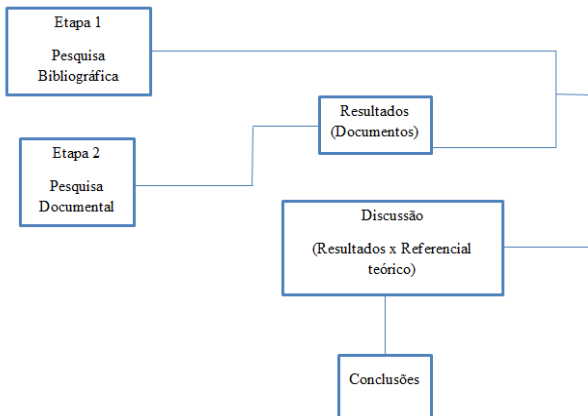 Etapa 1
Pesquisa
Bibliográfica
Resultados
(Documentos)
Etapa 2
Pesquisa
Documental
Discussão
(Resultados x Referencial
teórico)
Conclusões